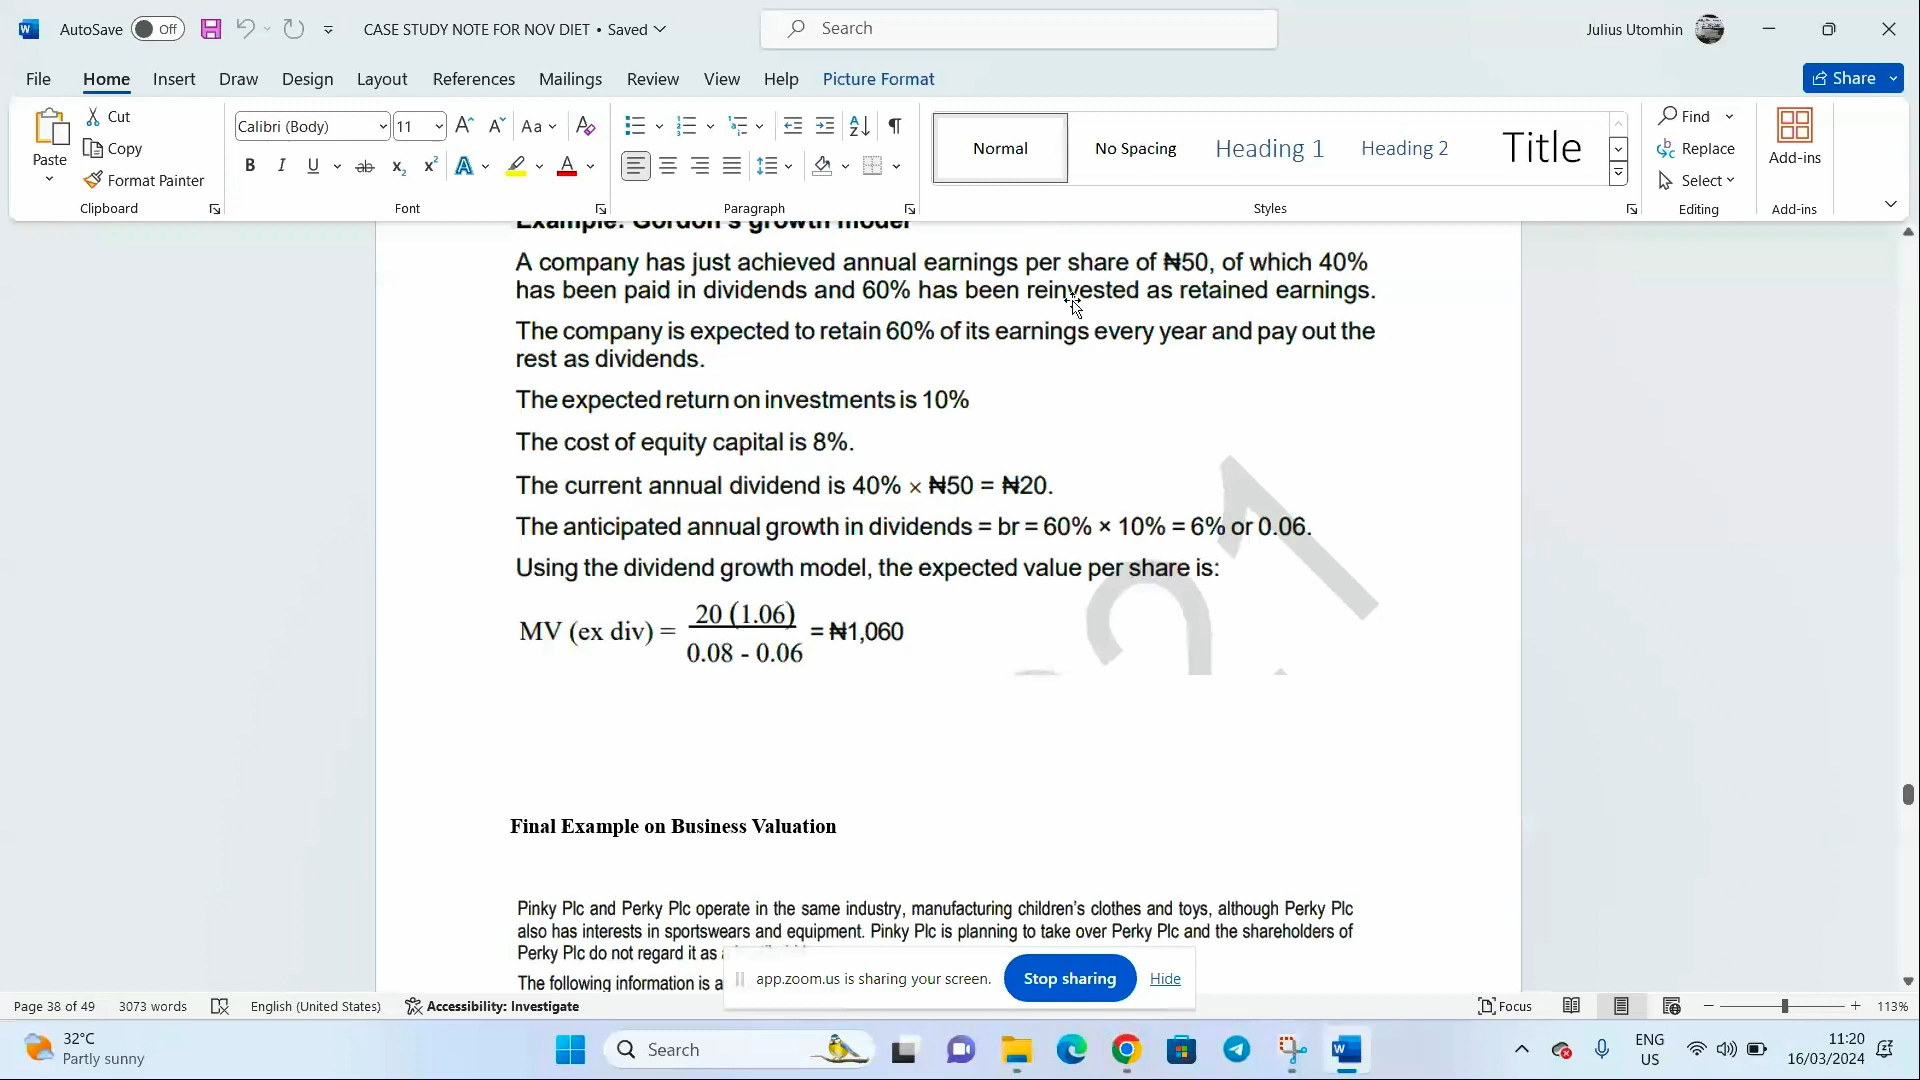 AutoSave Off CASE STUDY NOTE FOR NOV DIET • Saved Search Julius Utomhin
File Home Insert Draw Design Layout References Mailings Review View Help Picture Format Share
Paste Cut Copy Format Painter Clipboard
Calibri (Body) 11 Aa B I U ab x₂ x² A A Font
Paragraph
Normal No Spacing Heading 1 Heading 2 Title Styles
Find Replace Select Editing
Add-ins Add-ins
Example: Gordon's growth model
A company has just achieved annual earnings per share of ₦50, of which 40%
has been paid in dividends and 60% has been reinvested as retained earnings.
The company is expected to retain 60% of its earnings every year and pay out the
rest as dividends.
The expected return on investments is 10%
The cost of equity capital is 8%.
The current annual dividend is 40% × ₦50 = ₦20.
The anticipated annual growth in dividends = br = 60% × 10% = 6% or 0.06.
Using the dividend growth model, the expected value per share is:
20 (1.06)
MV (ex div) = = ₦1,060
0.08 - 0.06
Final Example on Business Valuation
Pinky Plc and Perky Plc operate in the same industry, manufacturing children's clothes and toys, although Perky Plc
also has interests in sportswears and equipment. Pinky Plc is planning to take over Perky Plc and the shareholders of
Perky Plc do not regard it as a
The following information is a
app.zoom.us is sharing your screen. Stop sharing Hide
Page 38 of 49 3073 words English (United States) Accessibility: Investigate Focus 113%
32°C
Partly sunny
Search
ENG
US
11:20
16/03/2024